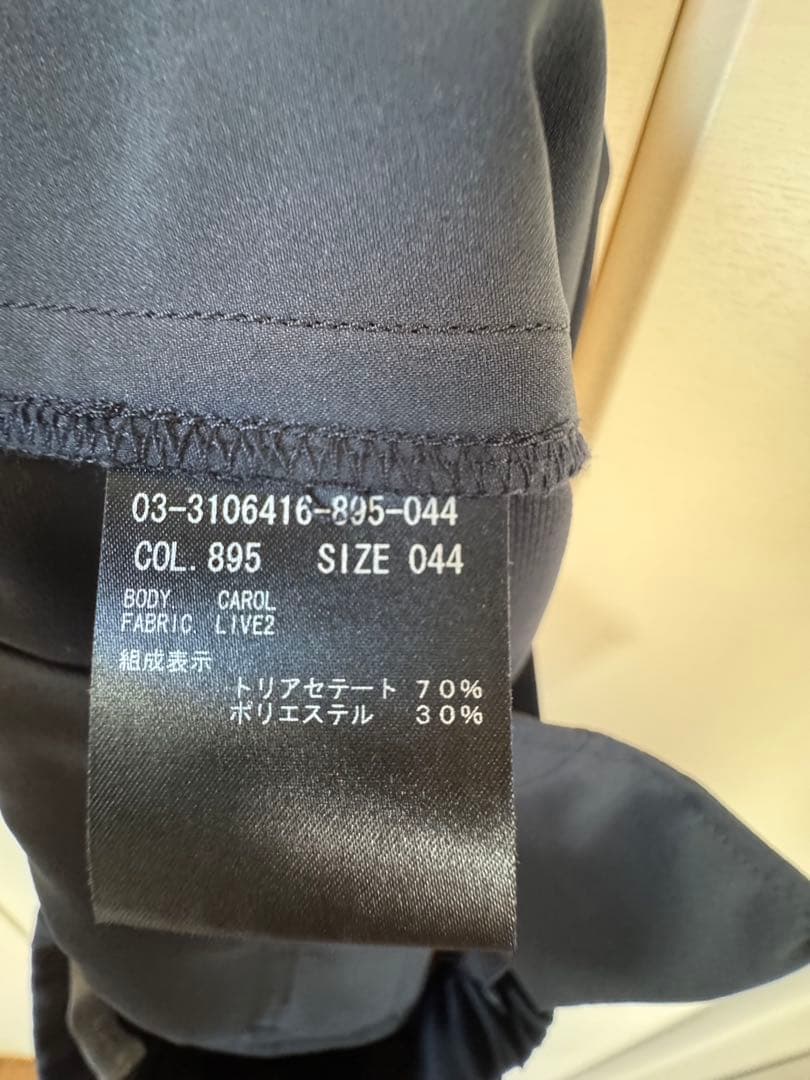 03-3106416-895-044
COL. 895 SIZE 044
BODY CAROL
FABRIC LIVE2
組成表示
トリアセテート 70%
ポリエステル 30%